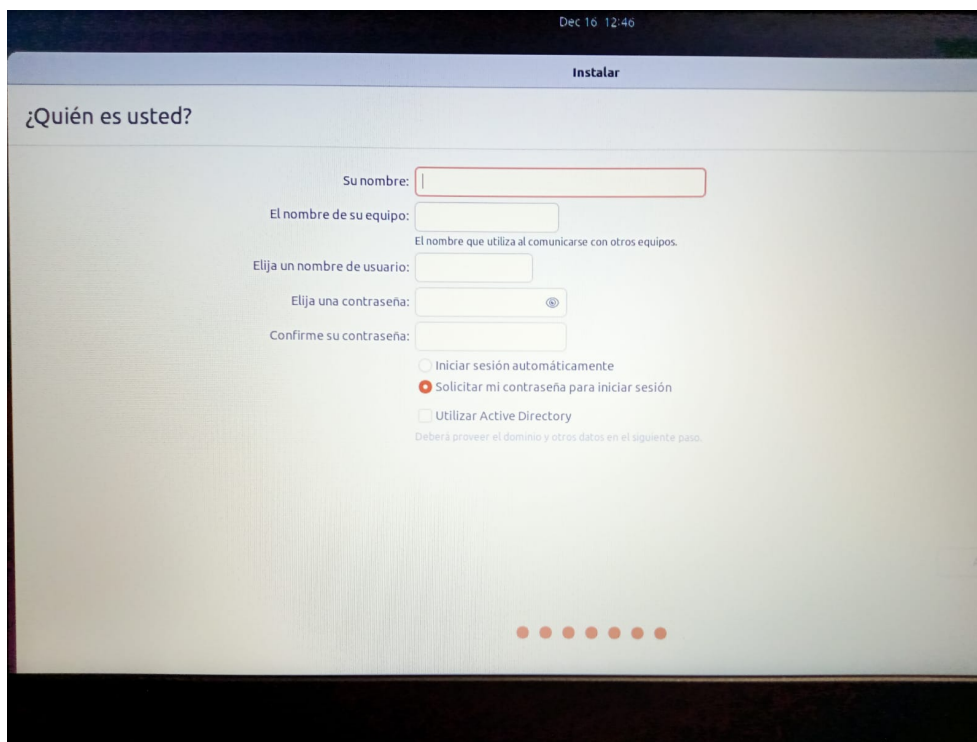 Dec 16 12:46
Instalar
¿Quién es usted?
Su nombre:
El nombre de su equipo:
El nombre que utiliza al comunicarse con otros equipos.
Elija un nombre de usuario:
Elija una contraseña:
Confirme su contraseña:
Iniciar sesión automáticamente
Solicitar mi contraseña para iniciar sesión
Utilizar Active Directory
Deberá proveer el dominio y otros datos en el siguiente paso.